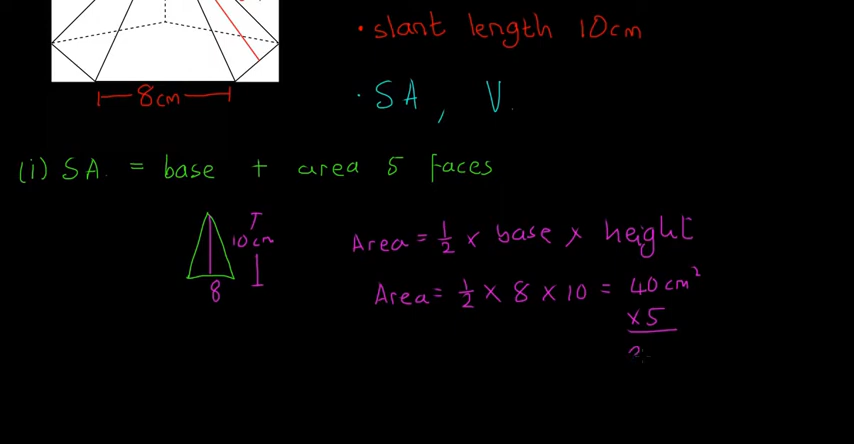 • slant length 10cm
8cm
• SA, V.
(i) SA. = base + area 5 faces
10cm
8
Area = 1/2 × base × height
Area = 1/2 × 8 × 10 = 40 cm²
× 5